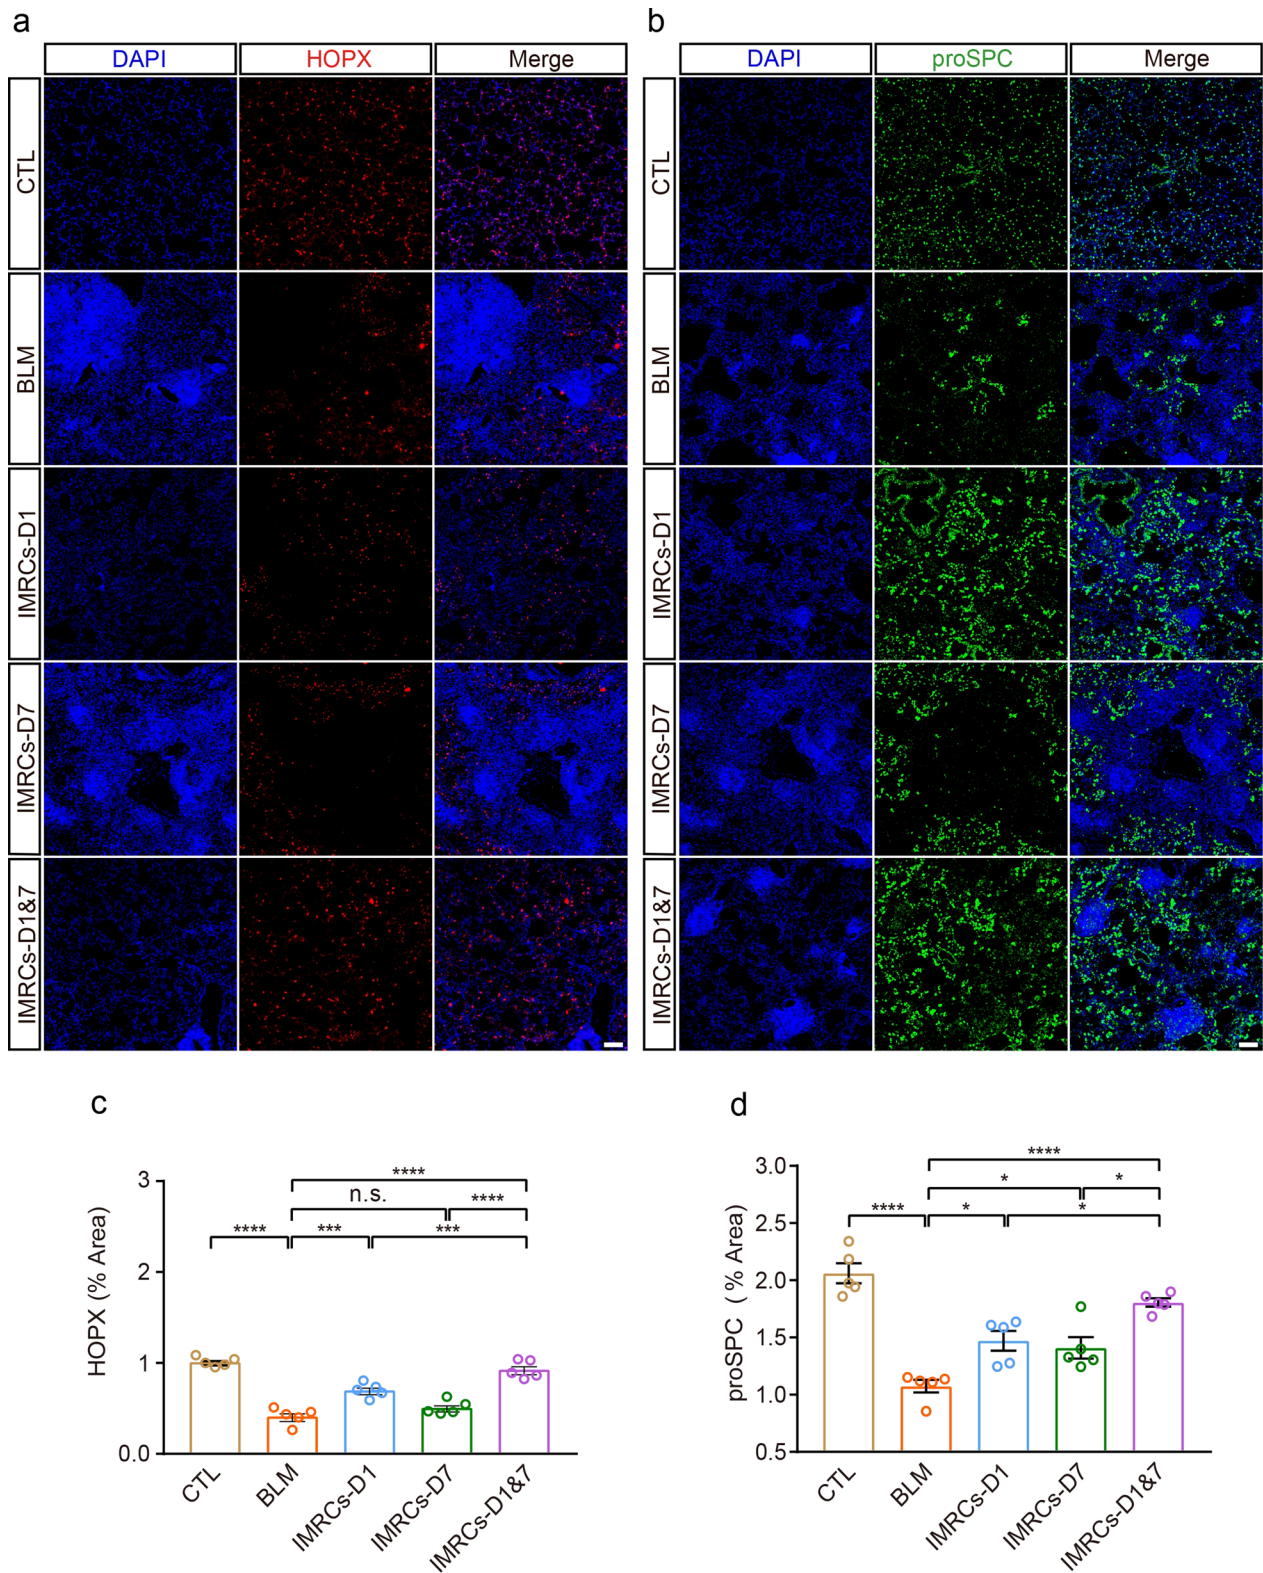 a
DAPI HOPX Merge
CTL
BLM
IMRCs-D1
IMRCs-D7
IMRCs-D1&7
b
DAPI proSPC Merge
CTL
BLM
IMRCs-D1
IMRCs-D7
IMRCs-D1&7
c
HOPX (% Area)
3
2
1
0.0
****
n.s. ****
**** *** ***
CTL BLM IMRCs-D1 IMRCs-D7 IMRCs-D1&7
d
proSPC ( % Area)
3.0
2.5
2.0
1.5
1.0
0.5
****
* *
**** * *
CTL BLM IMRCs-D1 IMRCs-D7 IMRCs-D1&7